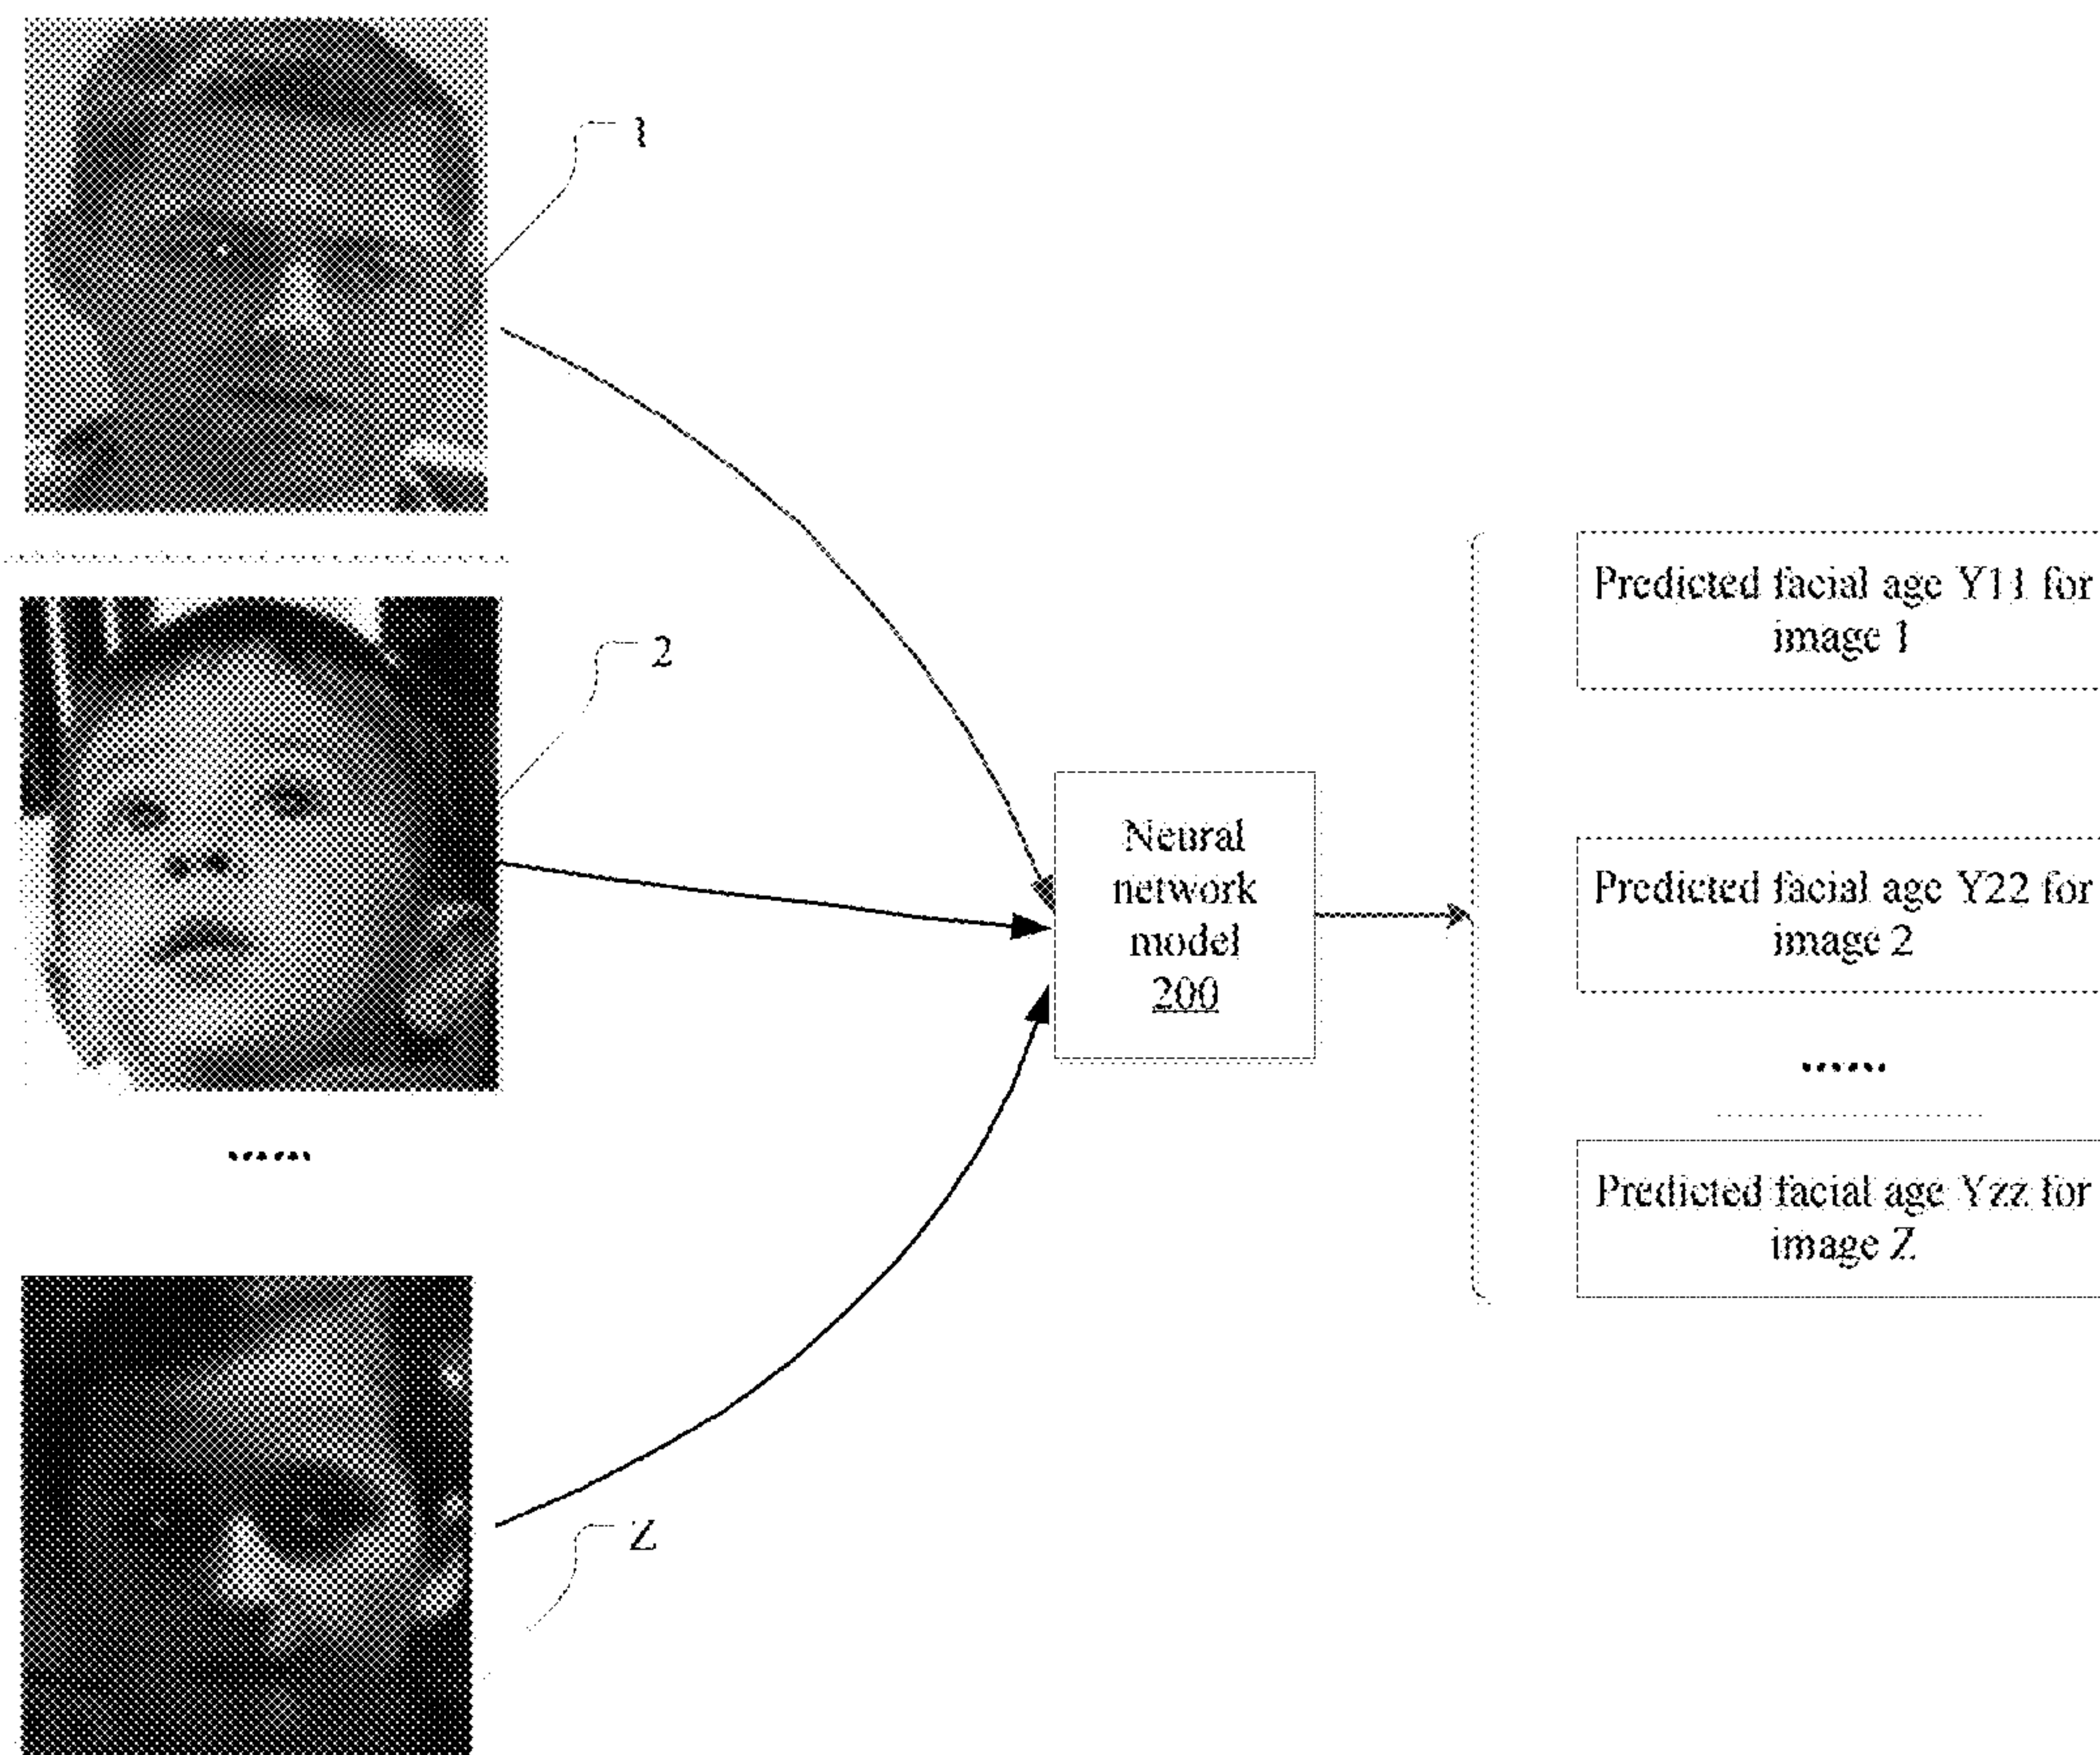 1
2
......
Z
Neural
network
model
200
Predicted facial age Y11 for
image 1
Predicted facial age Y22 for
image 2
......
Predicted facial age Yzz for
image Z